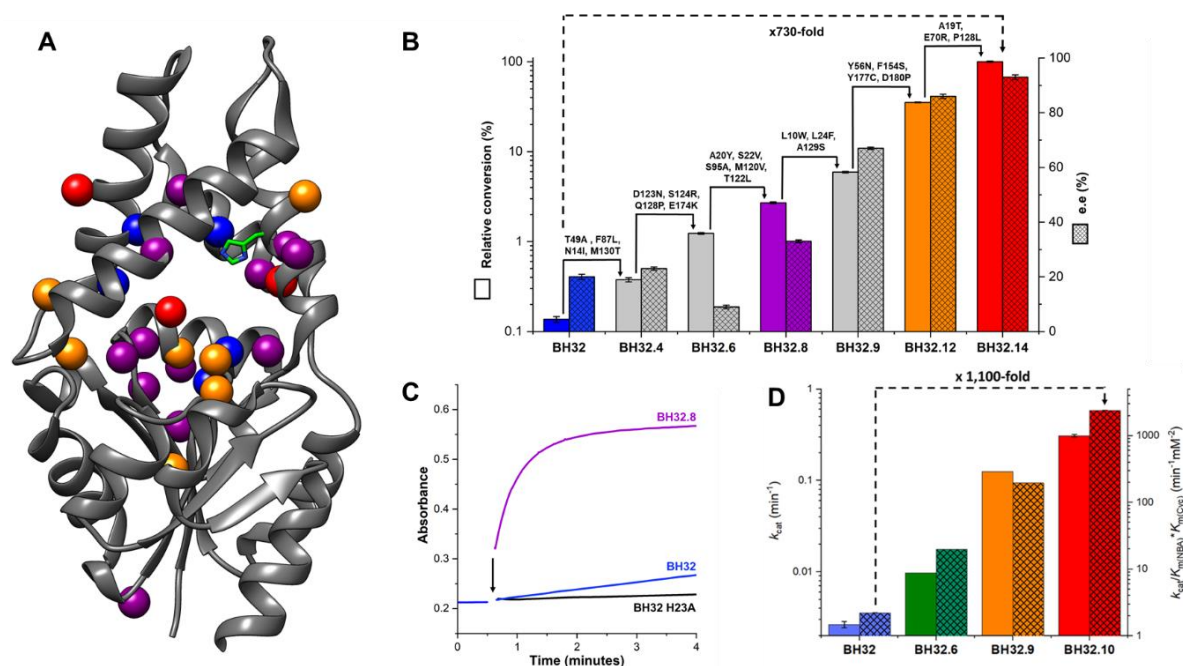 A
B
x730-fold
A19T,
E70R, P128L
Y56N, F154S,
Y177C, D180P
L10W, L24F,
A129S
A20Y, S22V,
S95A, M120V,
T122L
D123N, S124R,
Q128P, E174K
T49A , F87L,
N14I, M130T
Relative conversion (%)
100
10
1
0.1
100
80
60
40
20
0
e.e (%)
BH32 BH32.4 BH32.6 BH32.8 BH32.9 BH32.12 BH32.14
C
BH32.8
BH32
BH32 H23A
Absorbance
0.6
0.5
0.4
0.3
0.2
0 1 2 3 4
Time (minutes)
D
x 1,100-fold
kcat (min⁻¹)
1
0.1
0.01
1000
100
10
1
kcat/Km(NBA)*Km(Cyc) (min⁻¹mM⁻²)
BH32 BH32.6 BH32.9 BH32.10